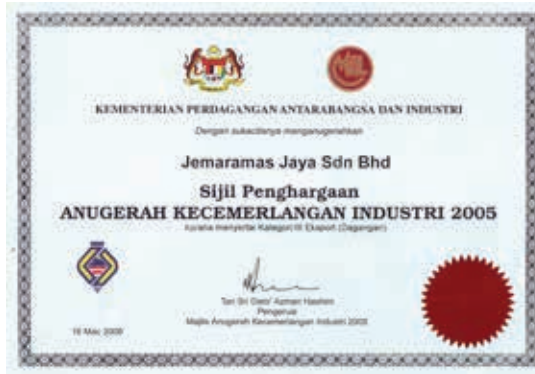 KEMENTERIAN PERDAGANGAN ANTARABANGSA DAN INDUSTRI
Dengan sukacitanya menganugerahkan
Jemaramas Jaya Sdn Bhd
Sijil Penghargaan
ANUGERAH KECEMERLANGAN INDUSTRI 2005
kerana menyertai Kategori III Eksport (Dagangan)
Tan Sri Dato' Azman Hashim
Pengerusi
Majlis Anugerah Kecemerlangan Industri 2005
16 Mac 2006